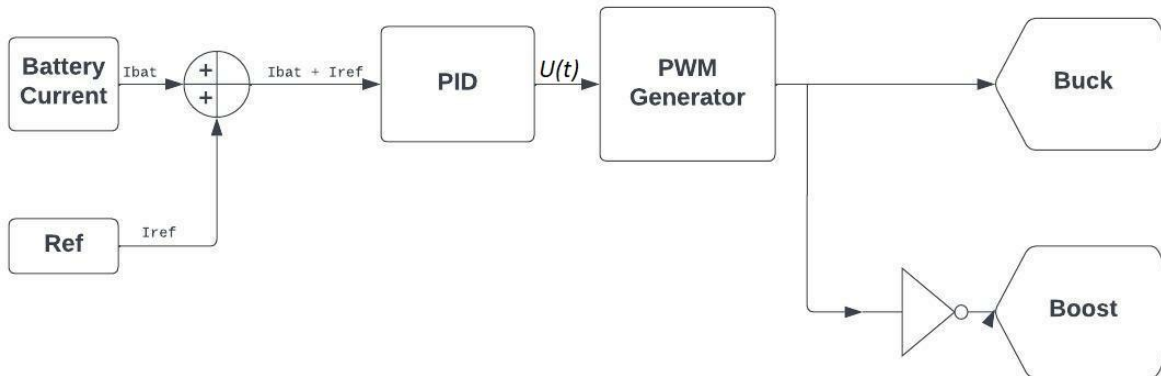 Battery
Current
Ibat
+
+
Ibat + Iref
PID
U(t)
PWM
Generator
Buck
Ref
Iref
Boost